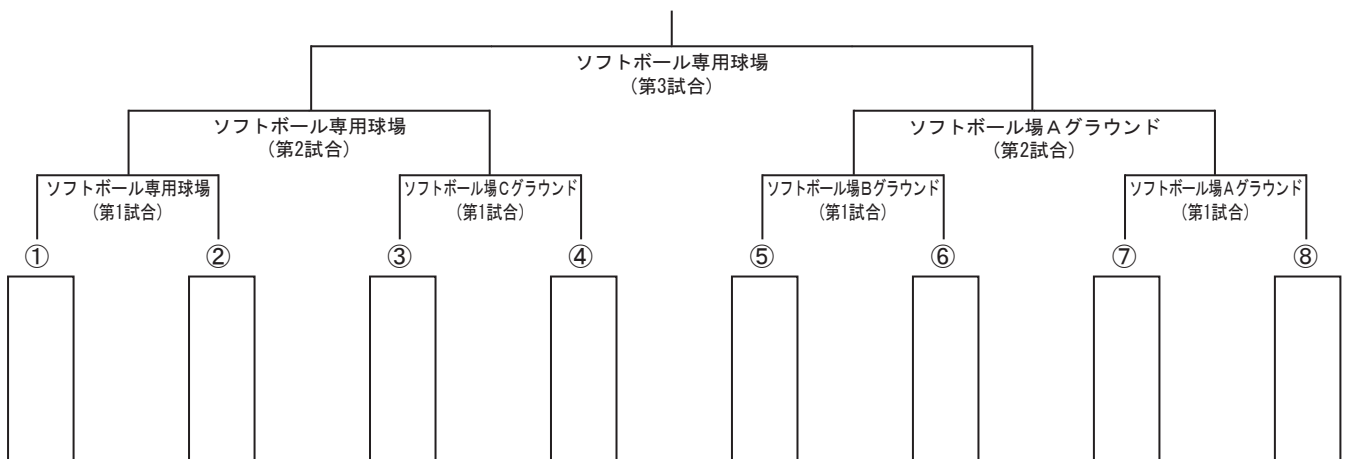 ソフトボール専用球場
(第3試合)
ソフトボール専用球場
(第2試合)
ソフトボール場Aグラウンド
(第2試合)
ソフトボール専用球場
(第1試合)
ソフトボール場Cグラウンド
(第1試合)
ソフトボール場Bグラウンド
(第1試合)
ソフトボール場Aグラウンド
(第1試合)
① ② ③ ④ ⑤ ⑥ ⑦ ⑧